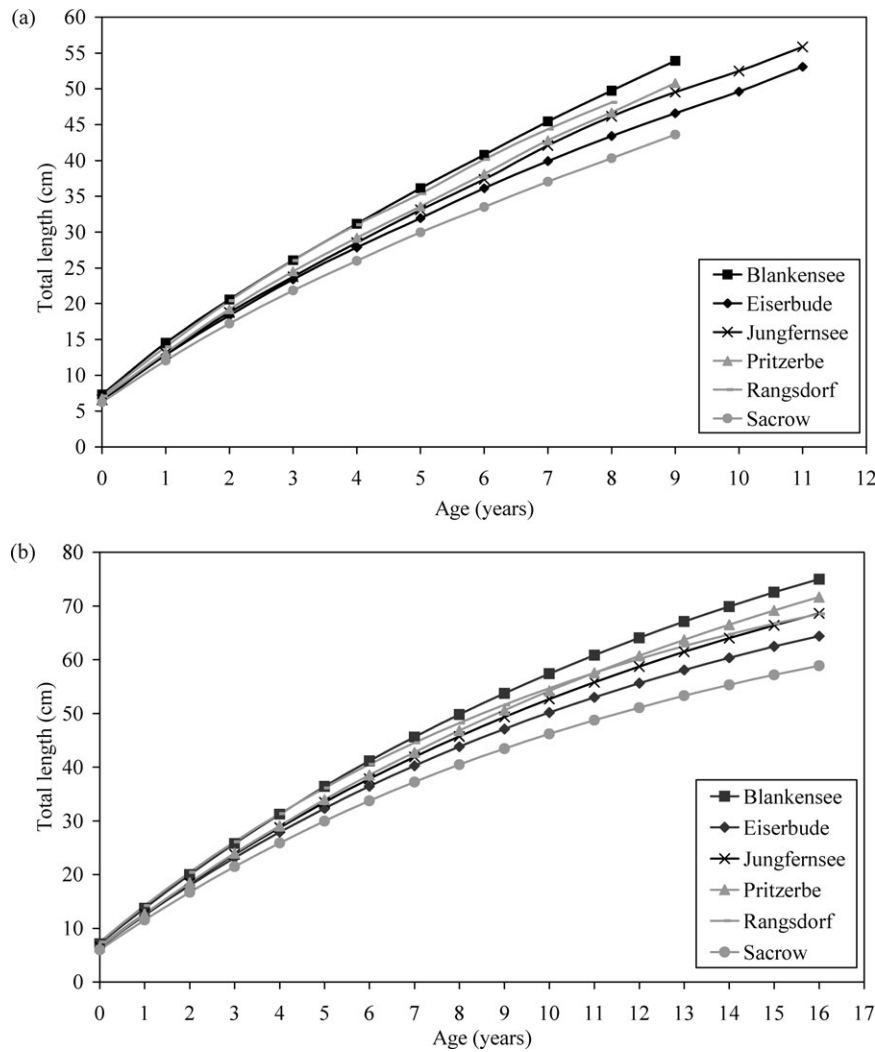 (a)
60
55
50
45
40
35
30
25
20
15
10
5
0
Total length (cm)
Blankensee
Eiserbude
Jungfernsee
Pritzerbe
Rangsdorf
Sacrow
0 1 2 3 4 5 6 7 8 9 10 11 12
Age (years)
(b)
80
70
60
50
40
30
20
10
0
Total length (cm)
Blankensee
Eiserbude
Jungfernsee
Pritzerbe
Rangsdorf
Sacrow
0 1 2 3 4 5 6 7 8 9 10 11 12 13 14 15 16 17
Age (years)